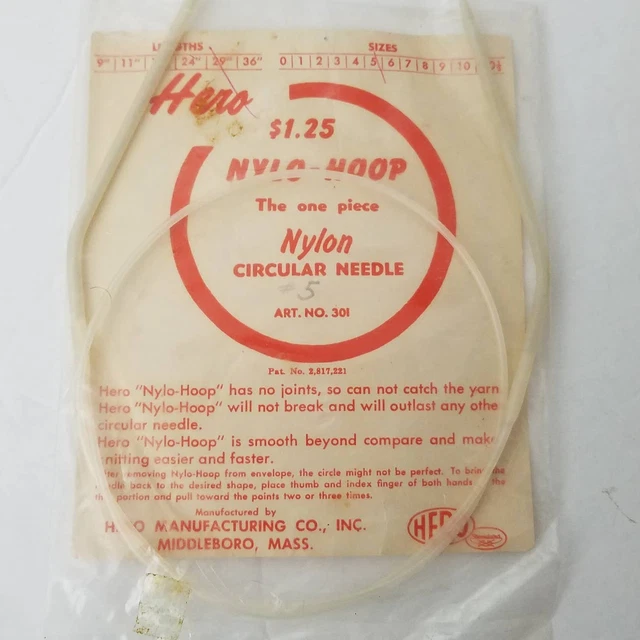 LENGTHS SIZES
9" 11" 24" 29" 36" 0 1 2 3 4 5 6 7 8 9 10
Hero
$1.25
NYLO-HOOP
The one piece
Nylon
CIRCULAR NEEDLE
5
ART. NO. 301
Pat. No. 2,817,221
Hero "Nylo-Hoop" has no joints, so can not catch the yarn
Hero "Nylo-Hoop" will not break and will outlast any othe
circular needle.
Hero "Nylo-Hoop" is smooth beyond compare and make
knitting easier and faster.
After removing Nylo-Hoop from envelope, the circle might not be perfect. To bring the
needle back to the desired shape, place thumb and index finger of both hands
portion and pull toward the points two or three times.
Manufactured by
HERO MANUFACTURING CO., INC.
MIDDLEBORO, MASS.
HERO